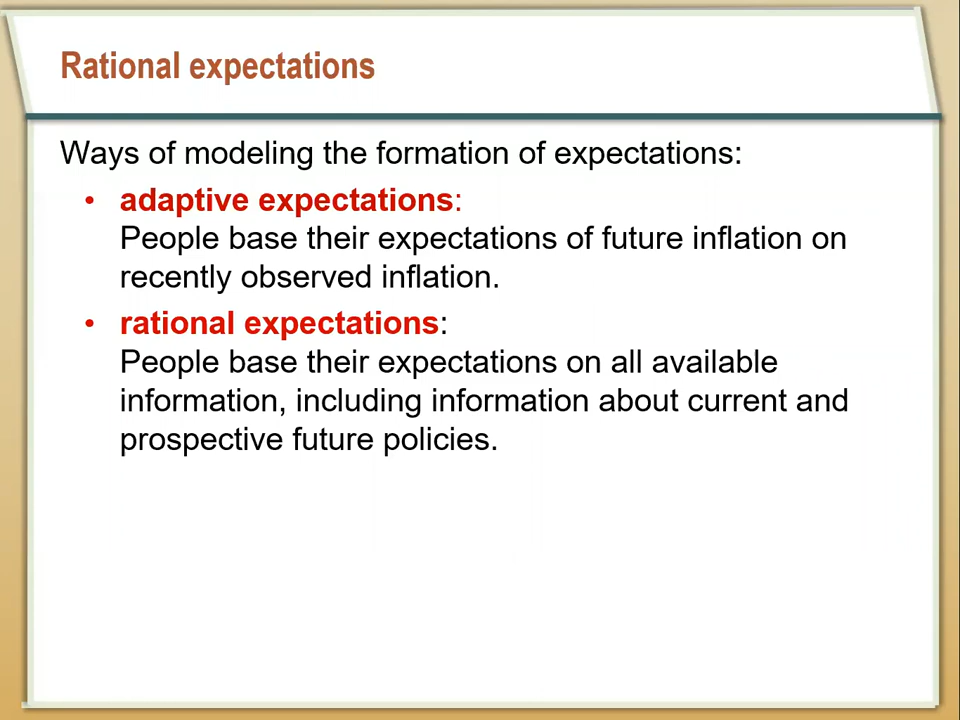 Rational expectations
Ways of modeling the formation of expectations:
• adaptive expectations:
People base their expectations of future inflation on
recently observed inflation.
• rational expectations:
People base their expectations on all available
information, including information about current and
prospective future policies.